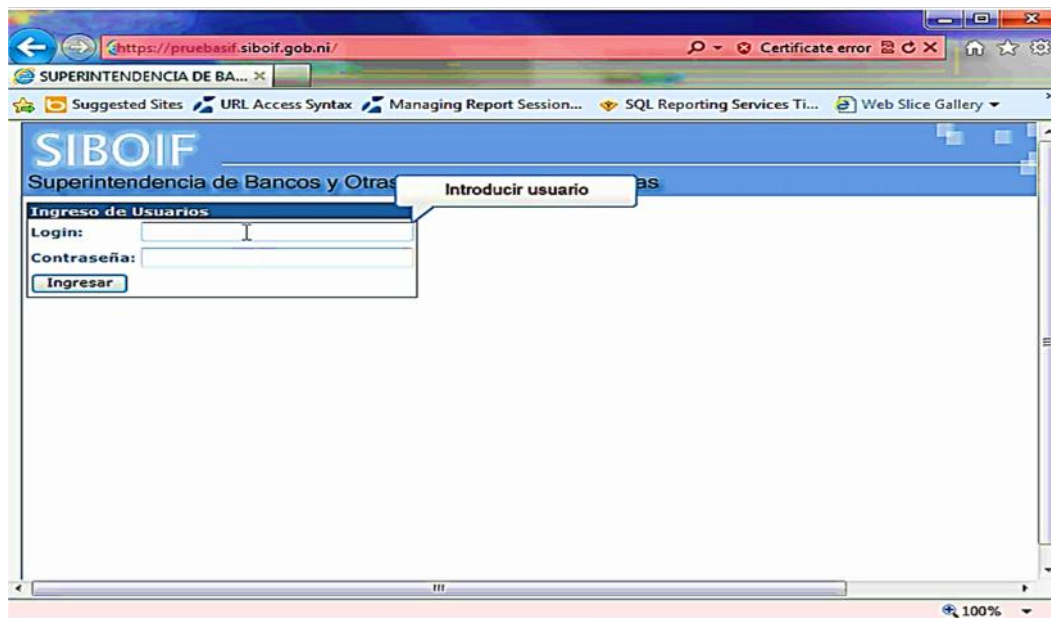 https://pruebasif.siboif.gob.ni/
Certificate error
SUPERINTENDENCIA DE BA...
Suggested Sites
URL Access Syntax
Managing Report Session...
SQL Reporting Services Ti...
Web Slice Gallery
SIBOIF
Superintendencia de Bancos y Otras
as
Introducir usuario
Ingreso de Usuarios
Login:
Contraseña:
Ingresar
100%